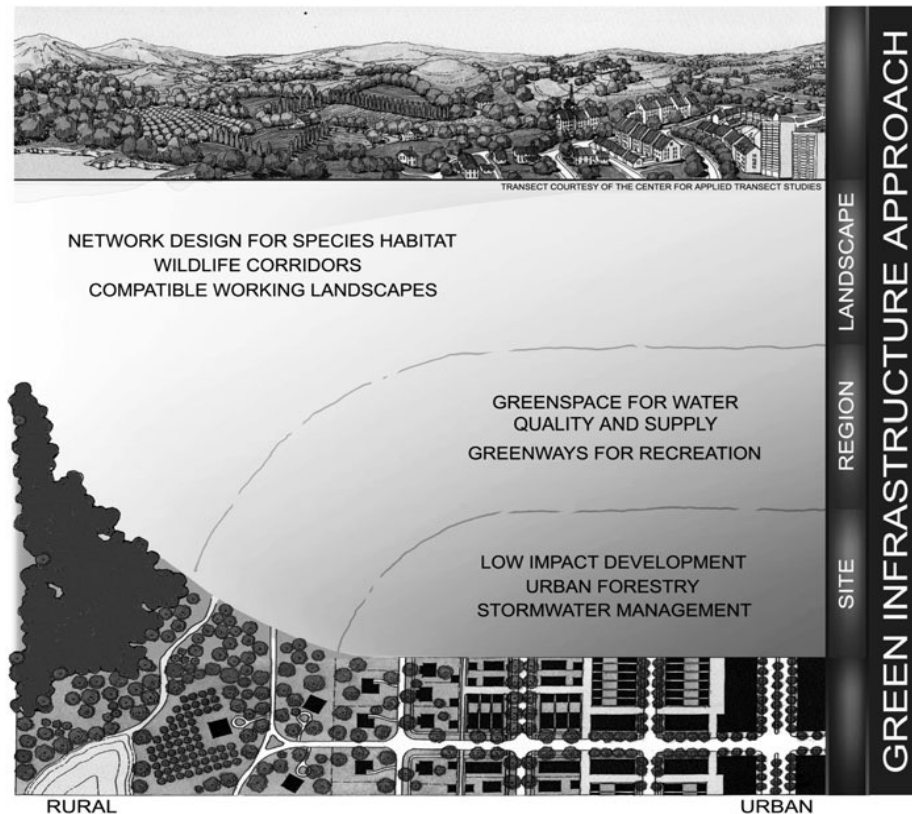 TRANSECT COURTESY OF THE CENTER FOR APPLIED TRANSECT STUDIES
NETWORK DESIGN FOR SPECIES HABITAT
WILDLIFE CORRIDORS
COMPATIBLE WORKING LANDSCAPES
GREENSPACE FOR WATER
QUALITY AND SUPPLY
GREENWAYS FOR RECREATION
LOW IMPACT DEVELOPMENT
URBAN FORESTRY
STORMWATER MANAGEMENT
LANDSCAPE
REGION
SITE
GREEN INFRASTRUCTURE APPROACH
RURAL
URBAN